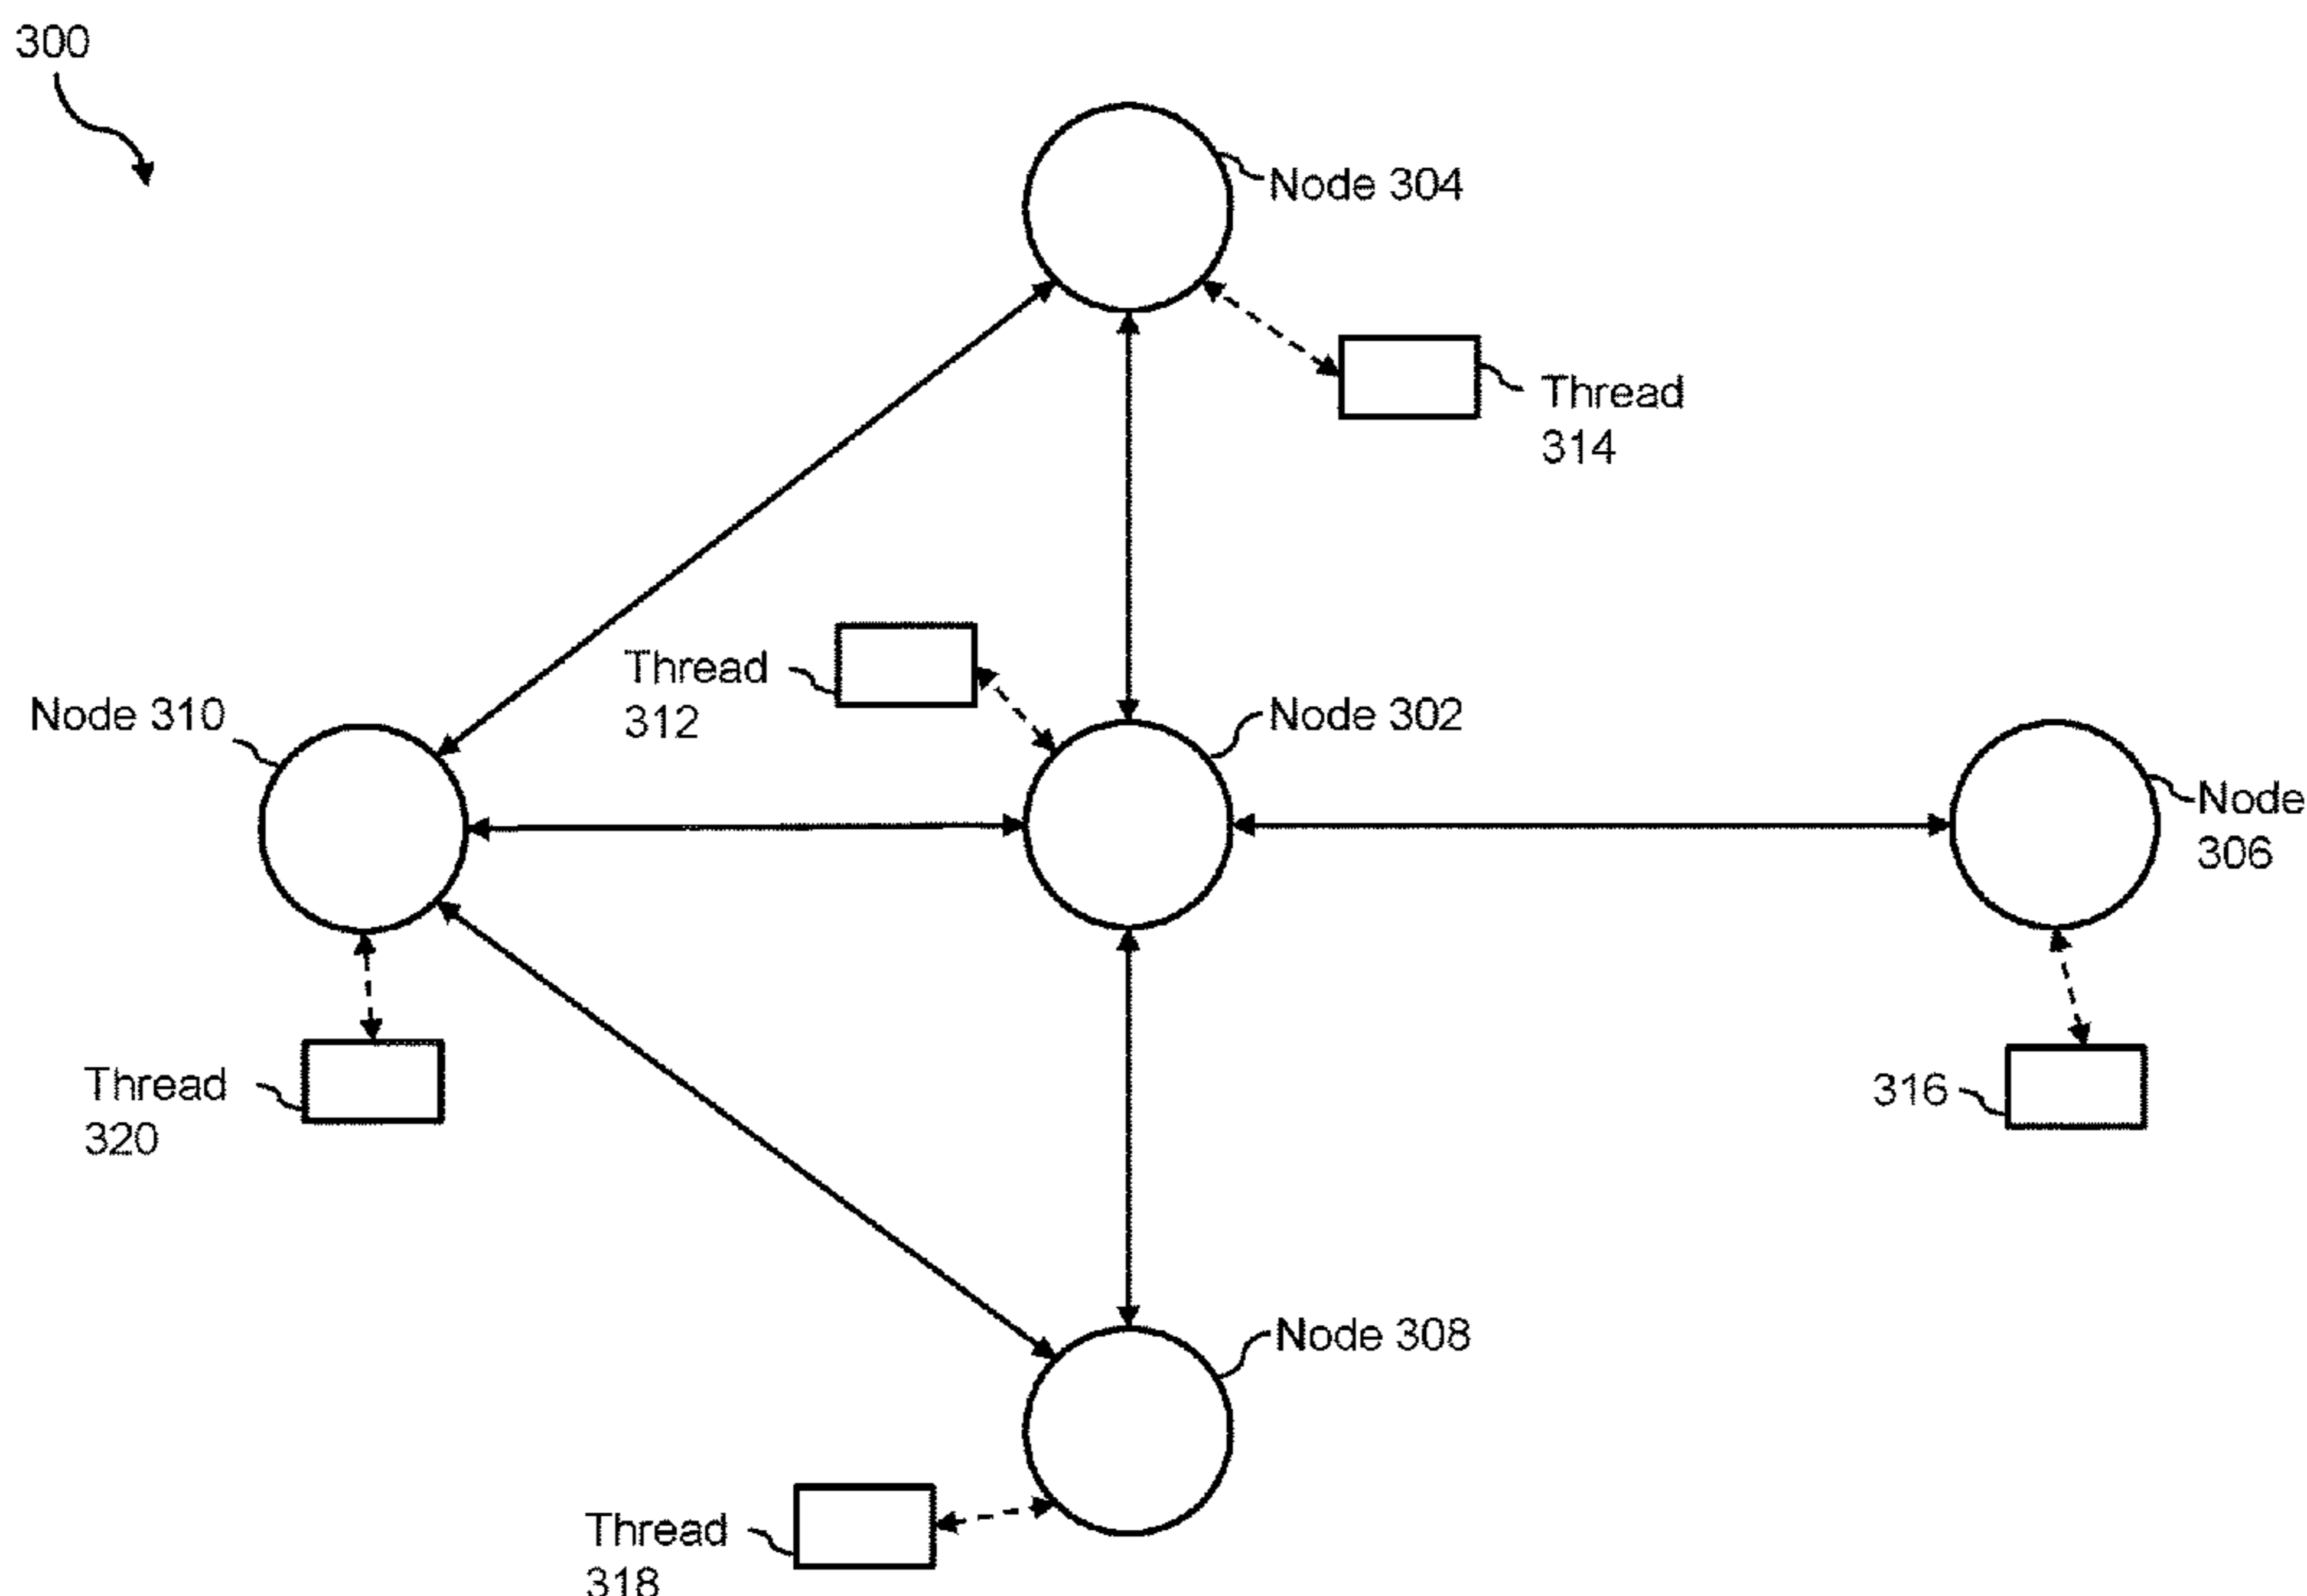 300
Node 304
Thread
314
Thread
312
Node 302
Node 310
Node
306
Thread
320
316
Node 308
Thread
318